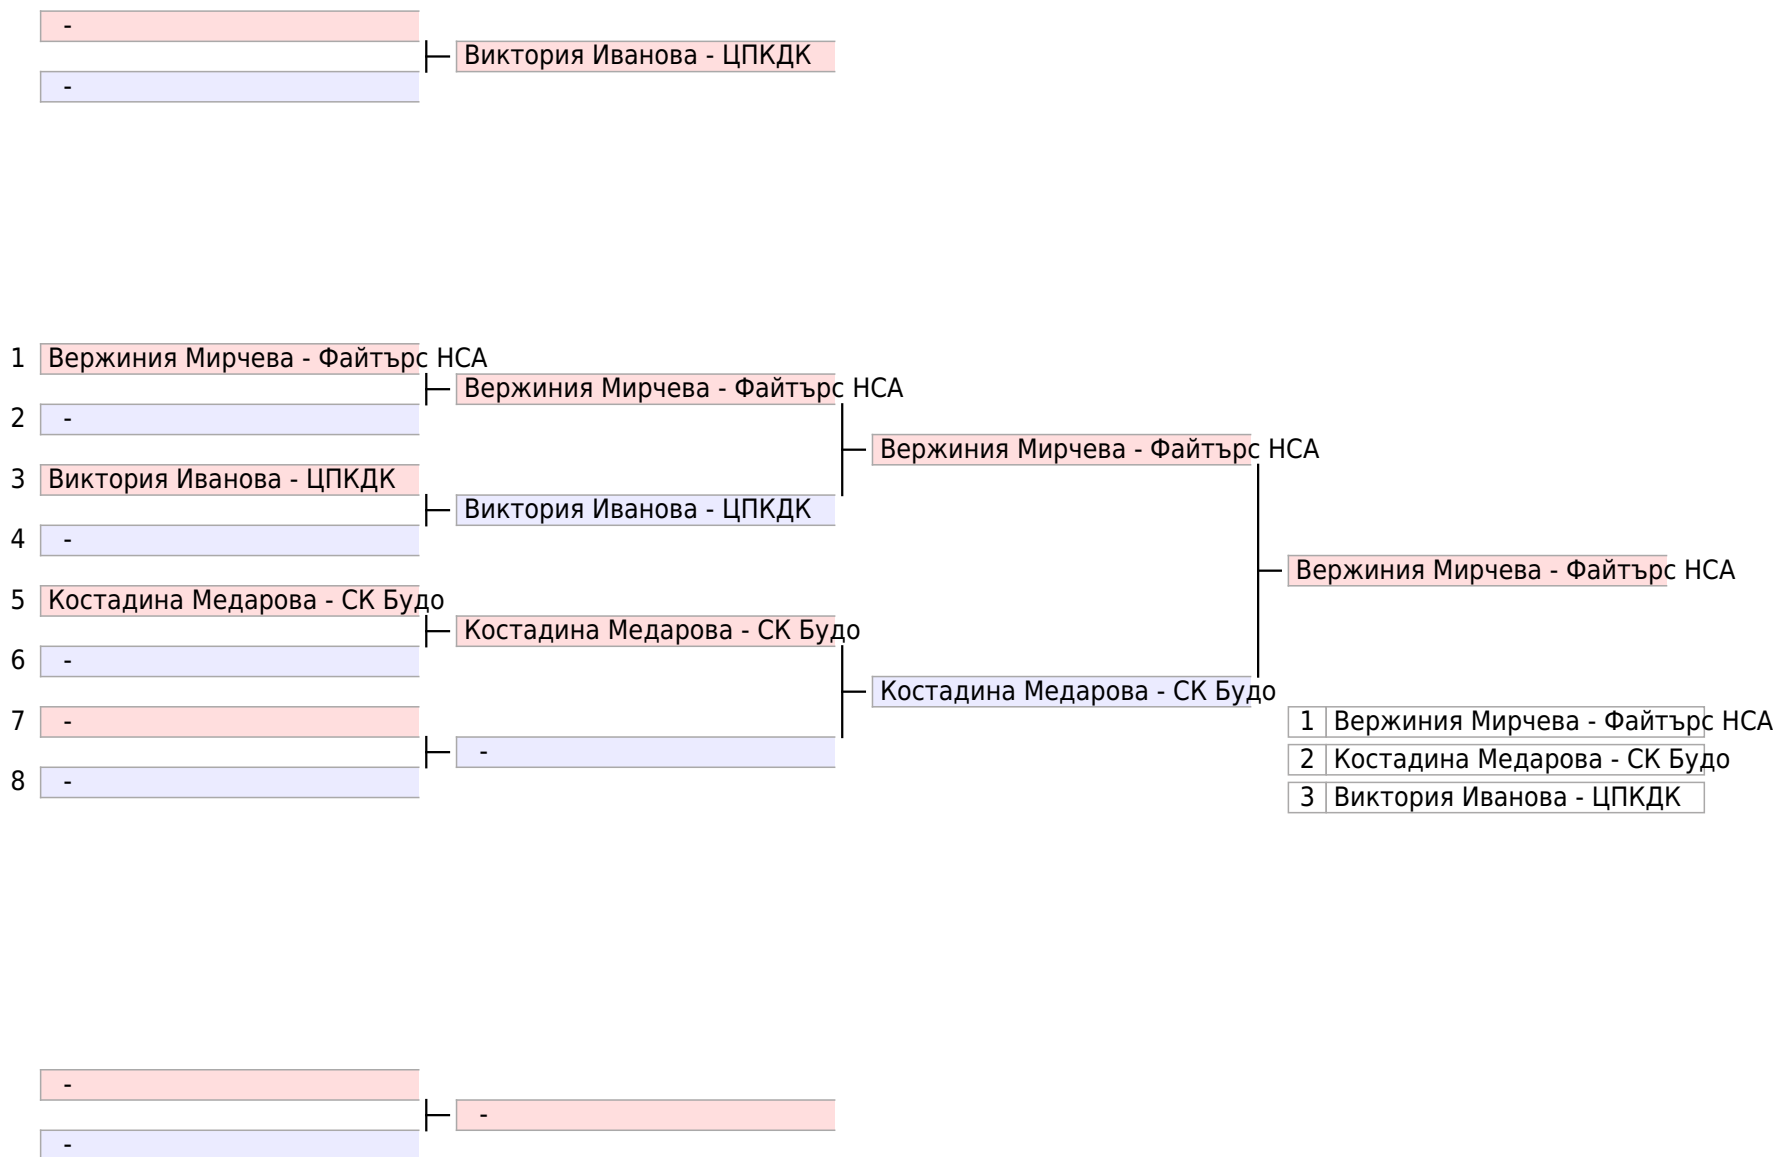 -
Виктория Иванова - ЦПКДК
-
1 Вержиния Мирчева - Файтърс НСА
Вержиния Мирчева - Файтърс НСА
2 -
Вержиния Мирчева - Файтърс НСА
3 Виктория Иванова - ЦПКДК
Виктория Иванова - ЦПКДК
4 -
Вержиния Мирчева - Файтърс НСА
5 Костадина Медарова - СК Будо
Костадина Медарова - СК Будо
6 -
Костадина Медарова - СК Будо
7 -
1 Вержиния Мирчева - Файтърс НСА
-
2 Костадина Медарова - СК Будо
8 -
3 Виктория Иванова - ЦПКДК
-
-
-